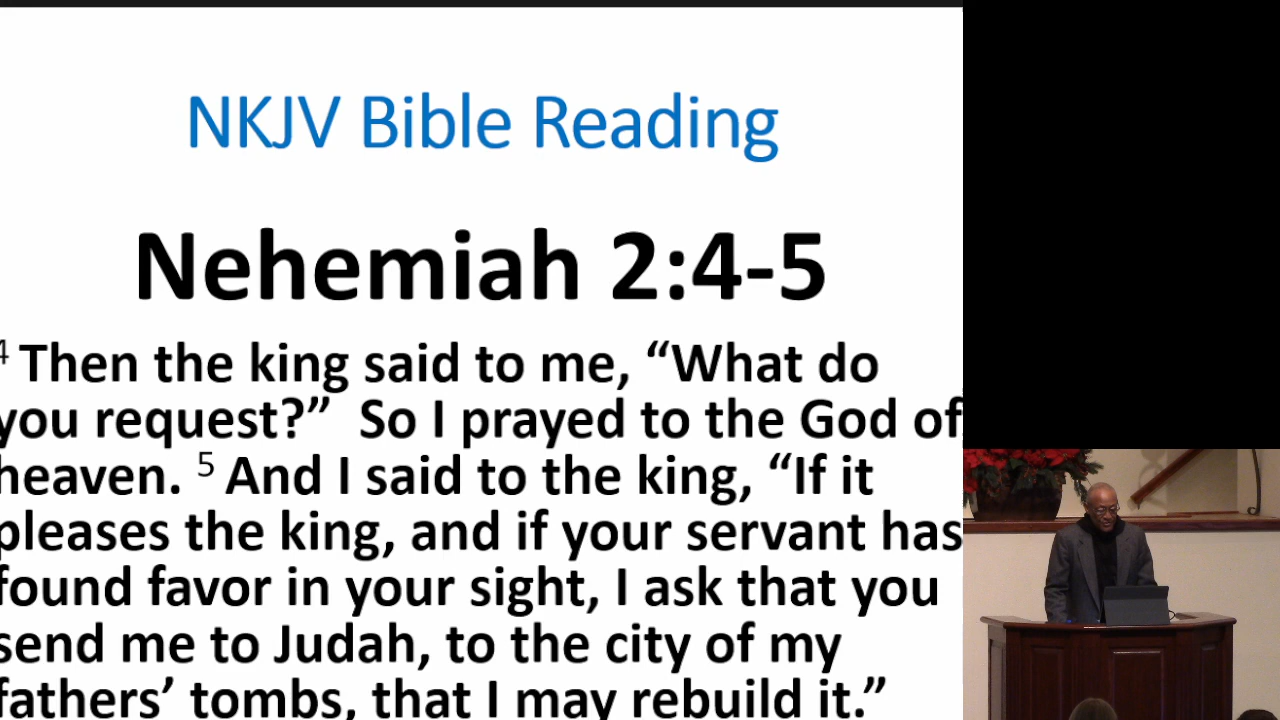 NKJV Bible Reading
Nehemiah 2:4-5
4 Then the king said to me, “What do
you request?” So I prayed to the God of
heaven. 5 And I said to the king, “If it
pleases the king, and if your servant has
found favor in your sight, I ask that you
send me to Judah, to the city of my
fathers’ tombs, that I may rebuild it.”